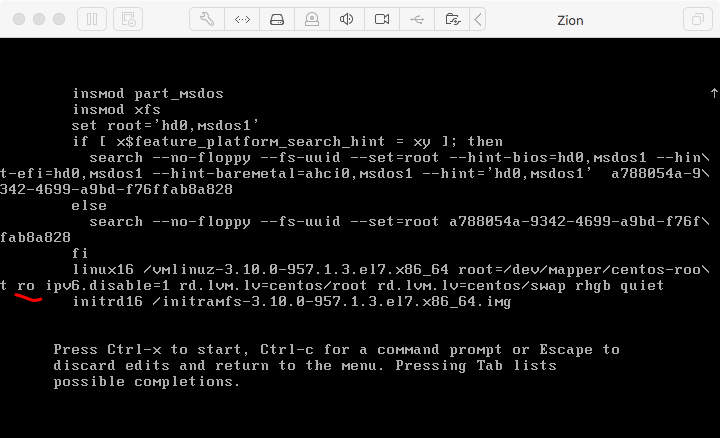 Zion
insmod part_msdos
insmod xfs
set root='hd0,msdos1'
if [ x$feature_platform_search_hint = xy ]; then
search --no-floppy --fs-uuid --set=root --hint-bios=hd0,msdos1 --hin\
t-efi=hd0,msdos1 --hint-baremetal=ahci0,msdos1 --hint='hd0,msdos1'  a788054a-9\
342-4699-a9bd-f76ffab8a828
else
search --no-floppy --fs-uuid --set=root a788054a-9342-4699-a9bd-f76f\
fab8a828
fi
linux16 /vmlinuz-3.10.0-957.1.3.el7.x86_64 root=/dev/mapper/centos-roo\
t ro ipv6.disable=1 rd.lvm.lv=centos/root rd.lvm.lv=centos/swap rhgb quiet
initrd16 /initramfs-3.10.0-957.1.3.el7.x86_64.img
Press Ctrl-x to start, Ctrl-c for a command prompt or Escape to
discard edits and return to the menu. Pressing Tab lists
possible completions.